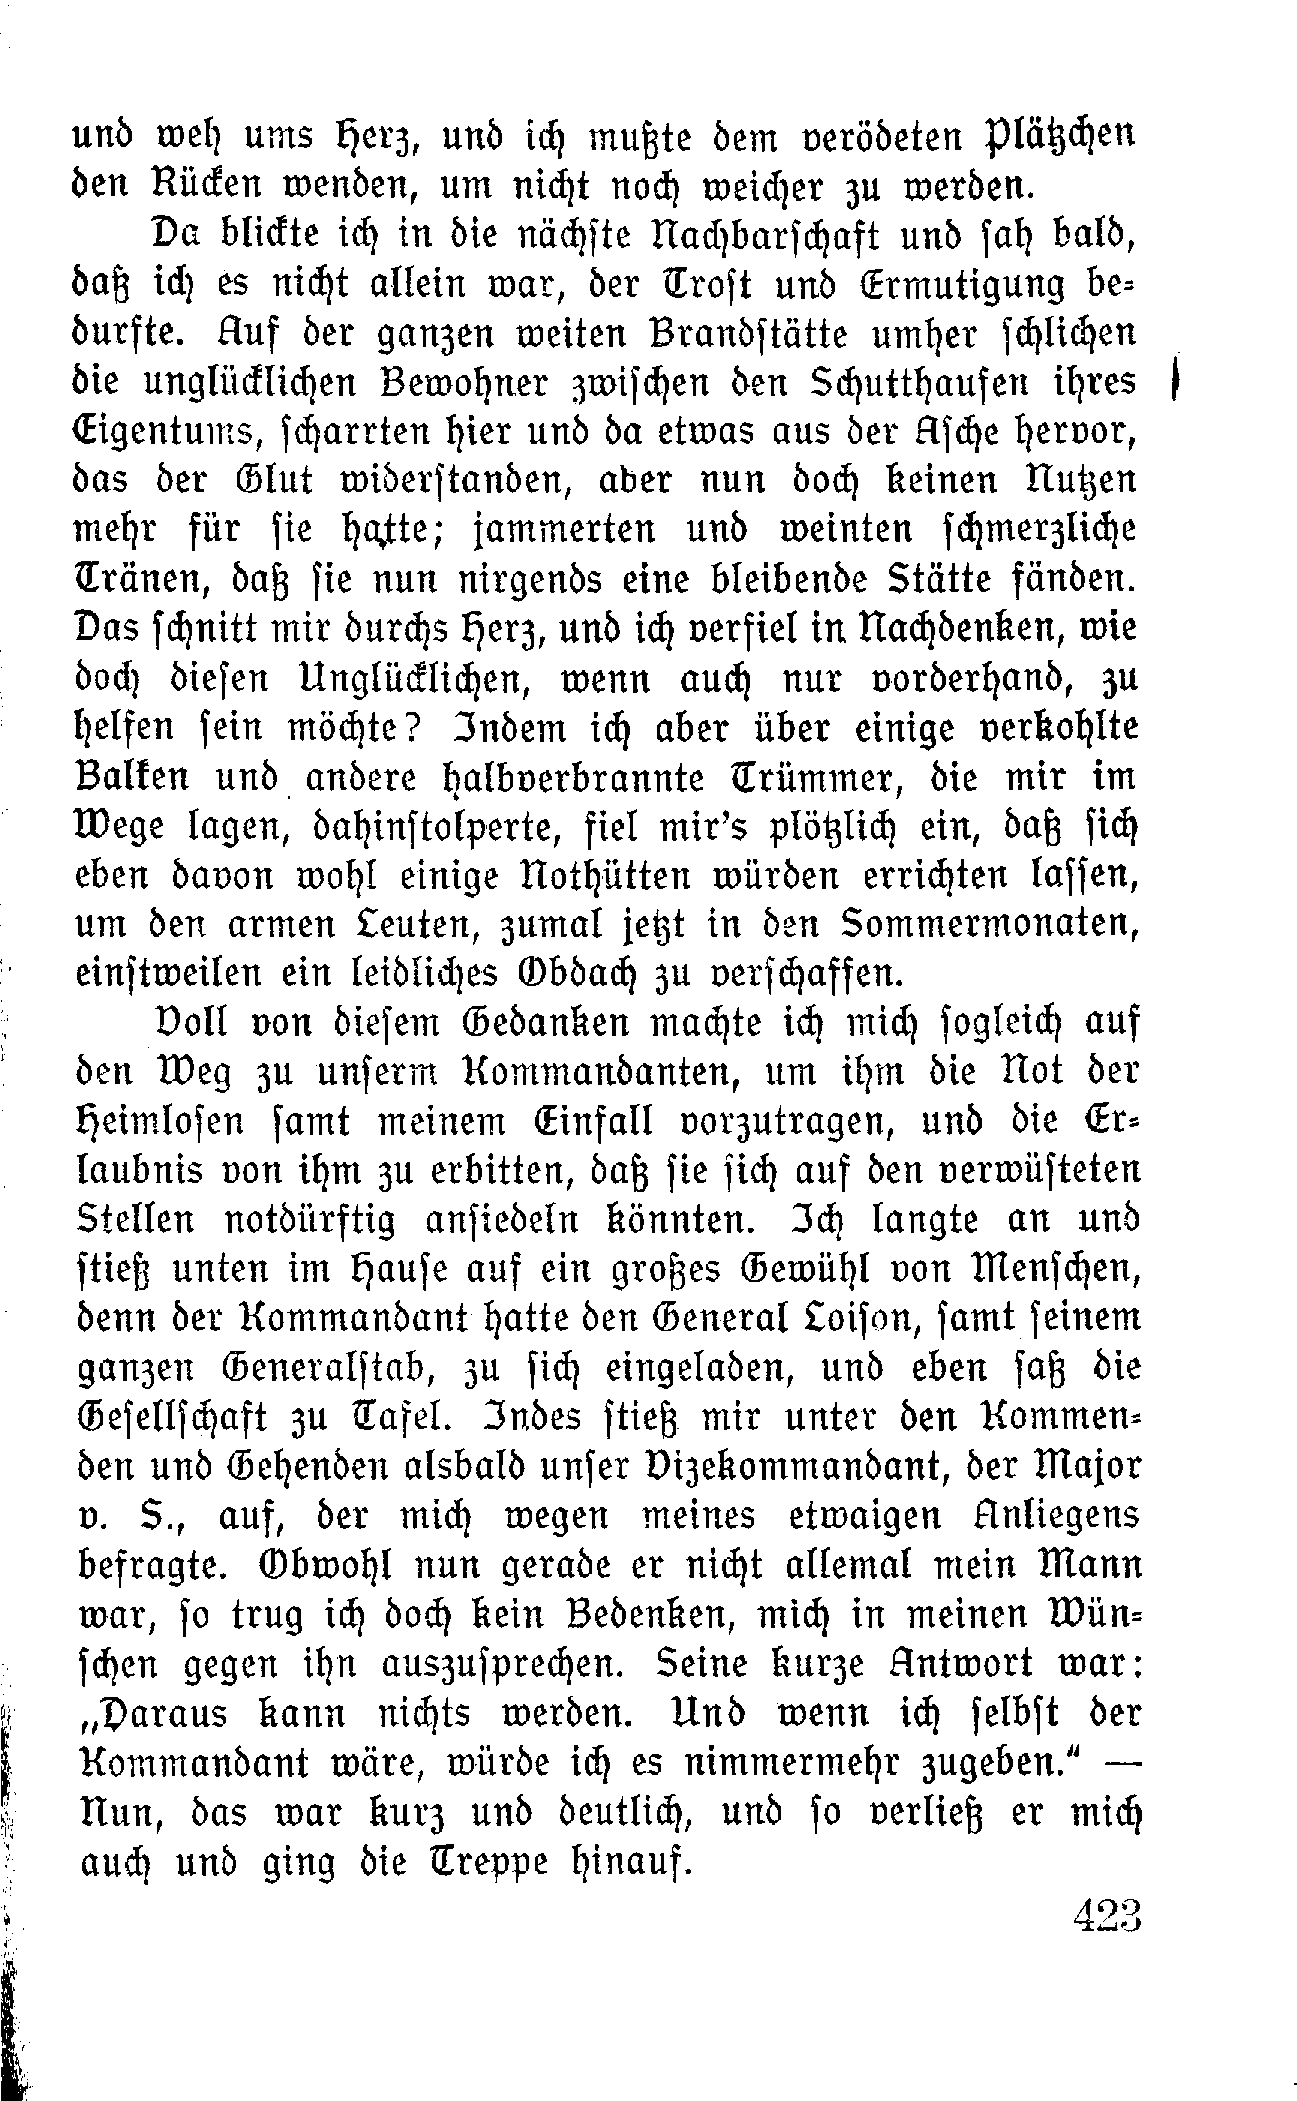 und weh ums Herz, und ich mußte dem verödeten Plätzchen
den Rücken wenden, um nicht noch weicher zu werden.
Da blickte ich in die nächste Nachbarschaft und sah bald,
daß ich es nicht allein war, der Trost und Ermutigung be-
durfte. Auf der ganzen weiten Brandstätte umher schlichen
die unglücklichen Bewohner zwischen den Schutthaufen ihres
Eigentums, scharrten hier und da etwas aus der Asche hervor,
das der Glut widerstanden, aber nun doch keinen Nutzen
mehr für sie hatte; jammerten und weinten schmerzliche
Tränen, daß sie nun nirgends eine bleibende Stätte fänden.
Das schnitt mir durchs Herz, und ich verfiel in Nachdenken, wie
doch diesen Unglücklichen, wenn auch nur vorderhand, zu
helfen sein möchte? Indem ich aber über einige verkohlte
Balken und andere halbverbrannte Trümmer, die mir im
Wege lagen, dahinstolperte, fiel mir's plötzlich ein, daß sich
eben davon wohl einige Nothütten würden errichten lassen,
um den armen Leuten, zumal jetzt in den Sommermonaten,
einstweilen ein leidliches Obdach zu verschaffen.
Voll von diesem Gedanken machte ich mich sogleich auf
den Weg zu unserm Kommandanten, um ihm die Not der
Heimlosen samt meinem Einfall vorzutragen, und die Er-
laubnis von ihm zu erbitten, daß sie sich auf den verwüsteten
Stellen notdürftig ansiedeln könnten. Ich langte an und
stieß unten im Hause auf ein großes Gewühl von Menschen,
denn der Kommandant hatte den General Loison, samt seinem
ganzen Generalstab, zu sich eingeladen, und eben saß die
Gesellschaft zu Tafel. Indes stieß mir unter den Kommen-
den und Gehenden alsbald unser Vizekommandant, der Major
v. S., auf, der mich wegen meines etwaigen Anliegens
befragte. Obwohl nun gerade er nicht allemal mein Mann
war, so trug ich doch kein Bedenken, mich in meinen Wün-
schen gegen ihn auszusprechen. Seine kurze Antwort war:
„Daraus kann nichts werden. Und wenn ich selbst der
Kommandant wäre, würde ich es nimmermehr zugeben." —
Nun, das war kurz und deutlich, und so verließ er mich
auch und ging die Treppe hinauf.
423